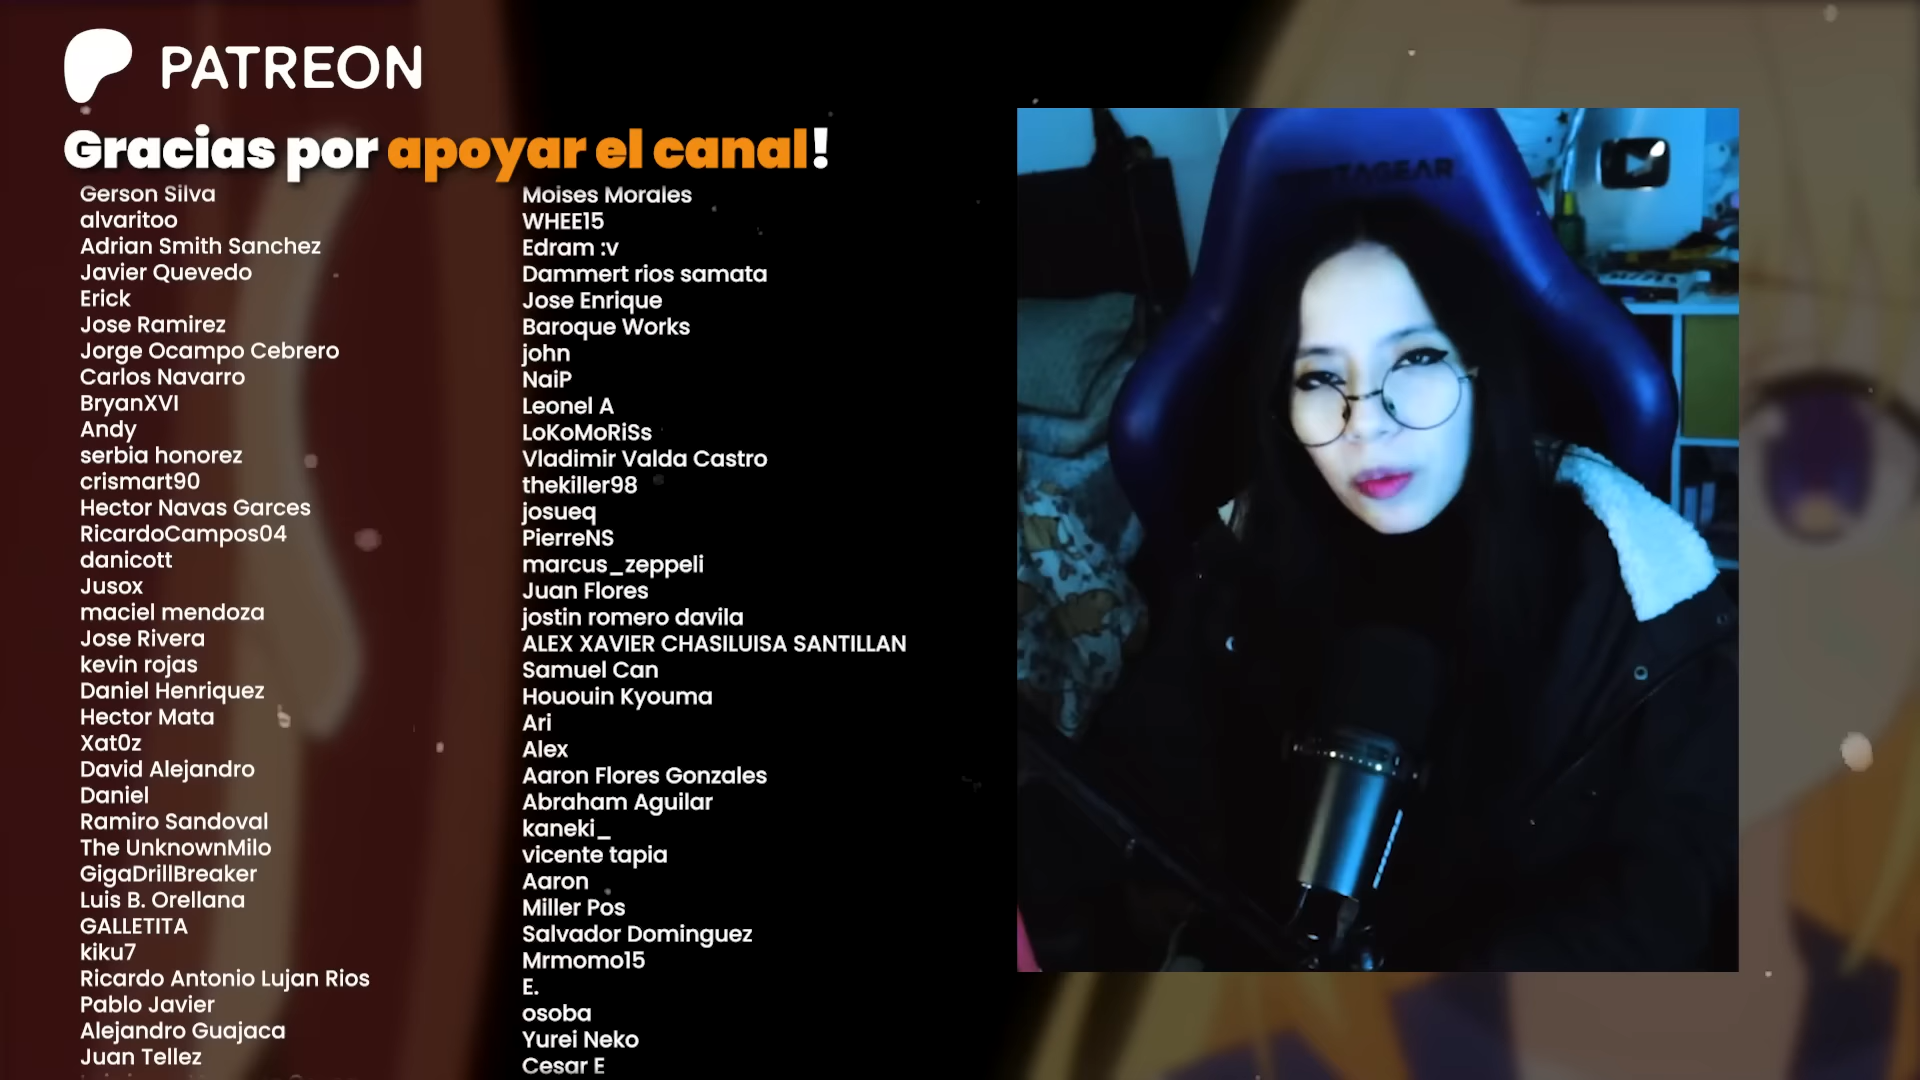 PATREON
Gracias por apoyar el canal!
Gerson Silva
alvaritoo
Adrian Smith Sanchez
Javier Quevedo
Erick
Jose Ramirez
Jorge Ocampo Cebrero
Carlos Navarro
BryanXVI
Andy
serbia honorez
crismart90
Hector Navas Garces
RicardoCampos04
danicott
Jusox
maciel mendoza
Jose Rivera
kevin rojas
Daniel Henriquez
Hector Mata
Xat0z
David Alejandro
Daniel
Ramiro Sandoval
The UnknownMilo
GigaDrillBreaker
Luis B. Orellana
GALLETITA
kiku7
Ricardo Antonio Lujan Rios
Pablo Javier
Alejandro Guajaca
Juan Tellez
Moises Morales
WHEE15
Edram :v
Dammert rios samata
Jose Enrique
Baroque Works
john
NaiP
Leonel A
LoKoMoRiSs
Vladimir Valda Castro
thekiller98
josueq
PierreNS
marcus_zeppeli
Juan Flores
jostin romero davila
ALEX XAVIER CHASILUISA SANTILLAN
Samuel Can
Hououin Kyouma
Ari
Alex
Aaron Flores Gonzales
Abraham Aguilar
kaneki_
vicente tapia
Aaron
Miller Pos
Salvador Dominguez
Mrmomo15
E.
osoba
Yurei Neko
Cesar E